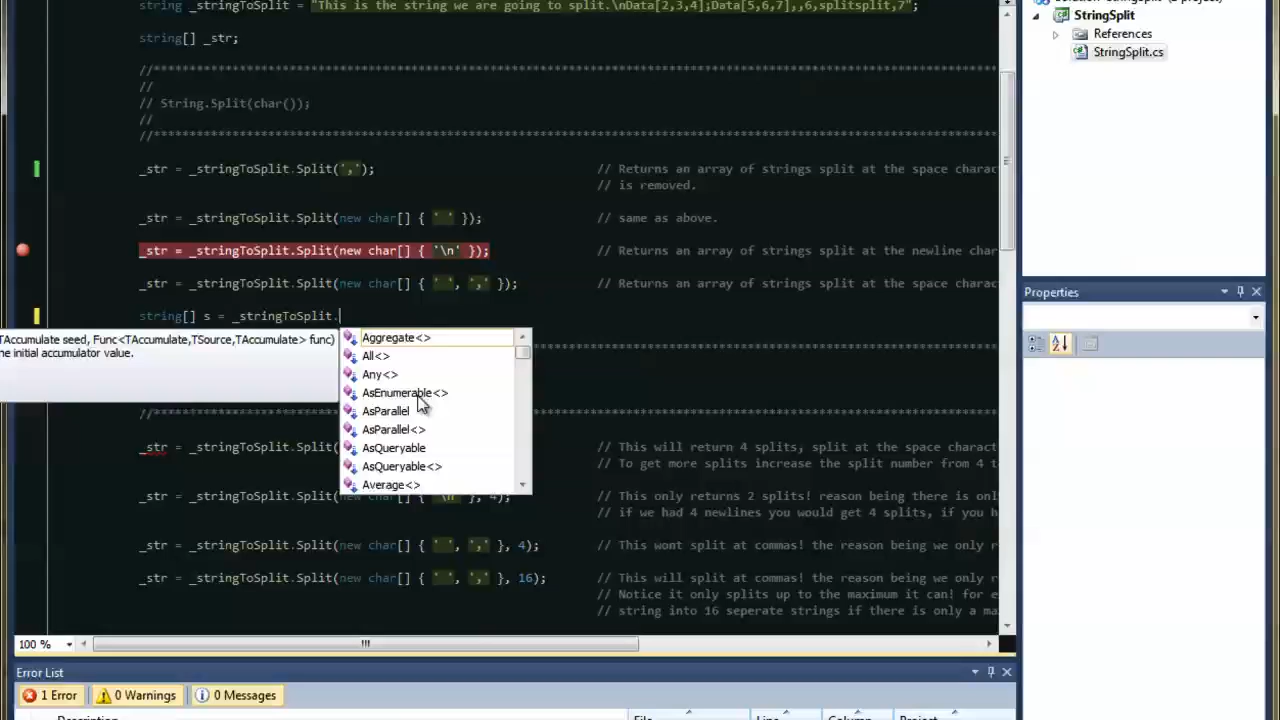 string _stringToSplit = "This is the string we are going to split.\nData[2,3,4];Data[5,6,7],,6,splitsplit,7";
string[] _str;
//****************************************************************************************************
//
// String.Split(char());
//
//****************************************************************************************************
_str = _stringToSplit.Split(','); // Returns an array of strings split at the space charac
// is removed.
_str = _stringToSplit.Split(new char[] { ' ' }); // same as above.
_str = _stringToSplit.Split(new char[] { '\n' }); // Returns an array of strings split at the newline char
_str = _stringToSplit.Split(new char[] { ' ', ',' }); // Returns an array of strings split at the space charac
string[] s = _stringToSplit.
TAccumulate seed, Func<TAccumulate,TSource,TAccumulate> func)
he initial accumulator value.
Aggregate<>
All<>
Any<>
AsEnumerable<>
AsParallel
AsParallel<>
AsQueryable
AsQueryable<>
Average<>
_str = _stringToSplit.Split( // This will return 4 splits, split at the space charact
// To get more splits increase the split number from 4 t
_str = _stringToSplit.Split(new char[] { '\n' }, 4); // This only returns 2 splits! reason being there is onl
// if we had 4 newlines you would get 4 splits, if you h
_str = _stringToSplit.Split(new char[] { ' ', ',' }, 4); // This wont split at commas! the reason being we only r
_str = _stringToSplit.Split(new char[] { ' ', ',' }, 16); // This will split at commas! the reason being we only r
// Notice it only splits up to the maximum it can! for e
// string into 16 seperate strings if there is only a ma
100 %
Error List
1 Error
0 Warnings
0 Messages
Description
File
Line
Column
Project
StringSplit
References
StringSplit.cs
Properties